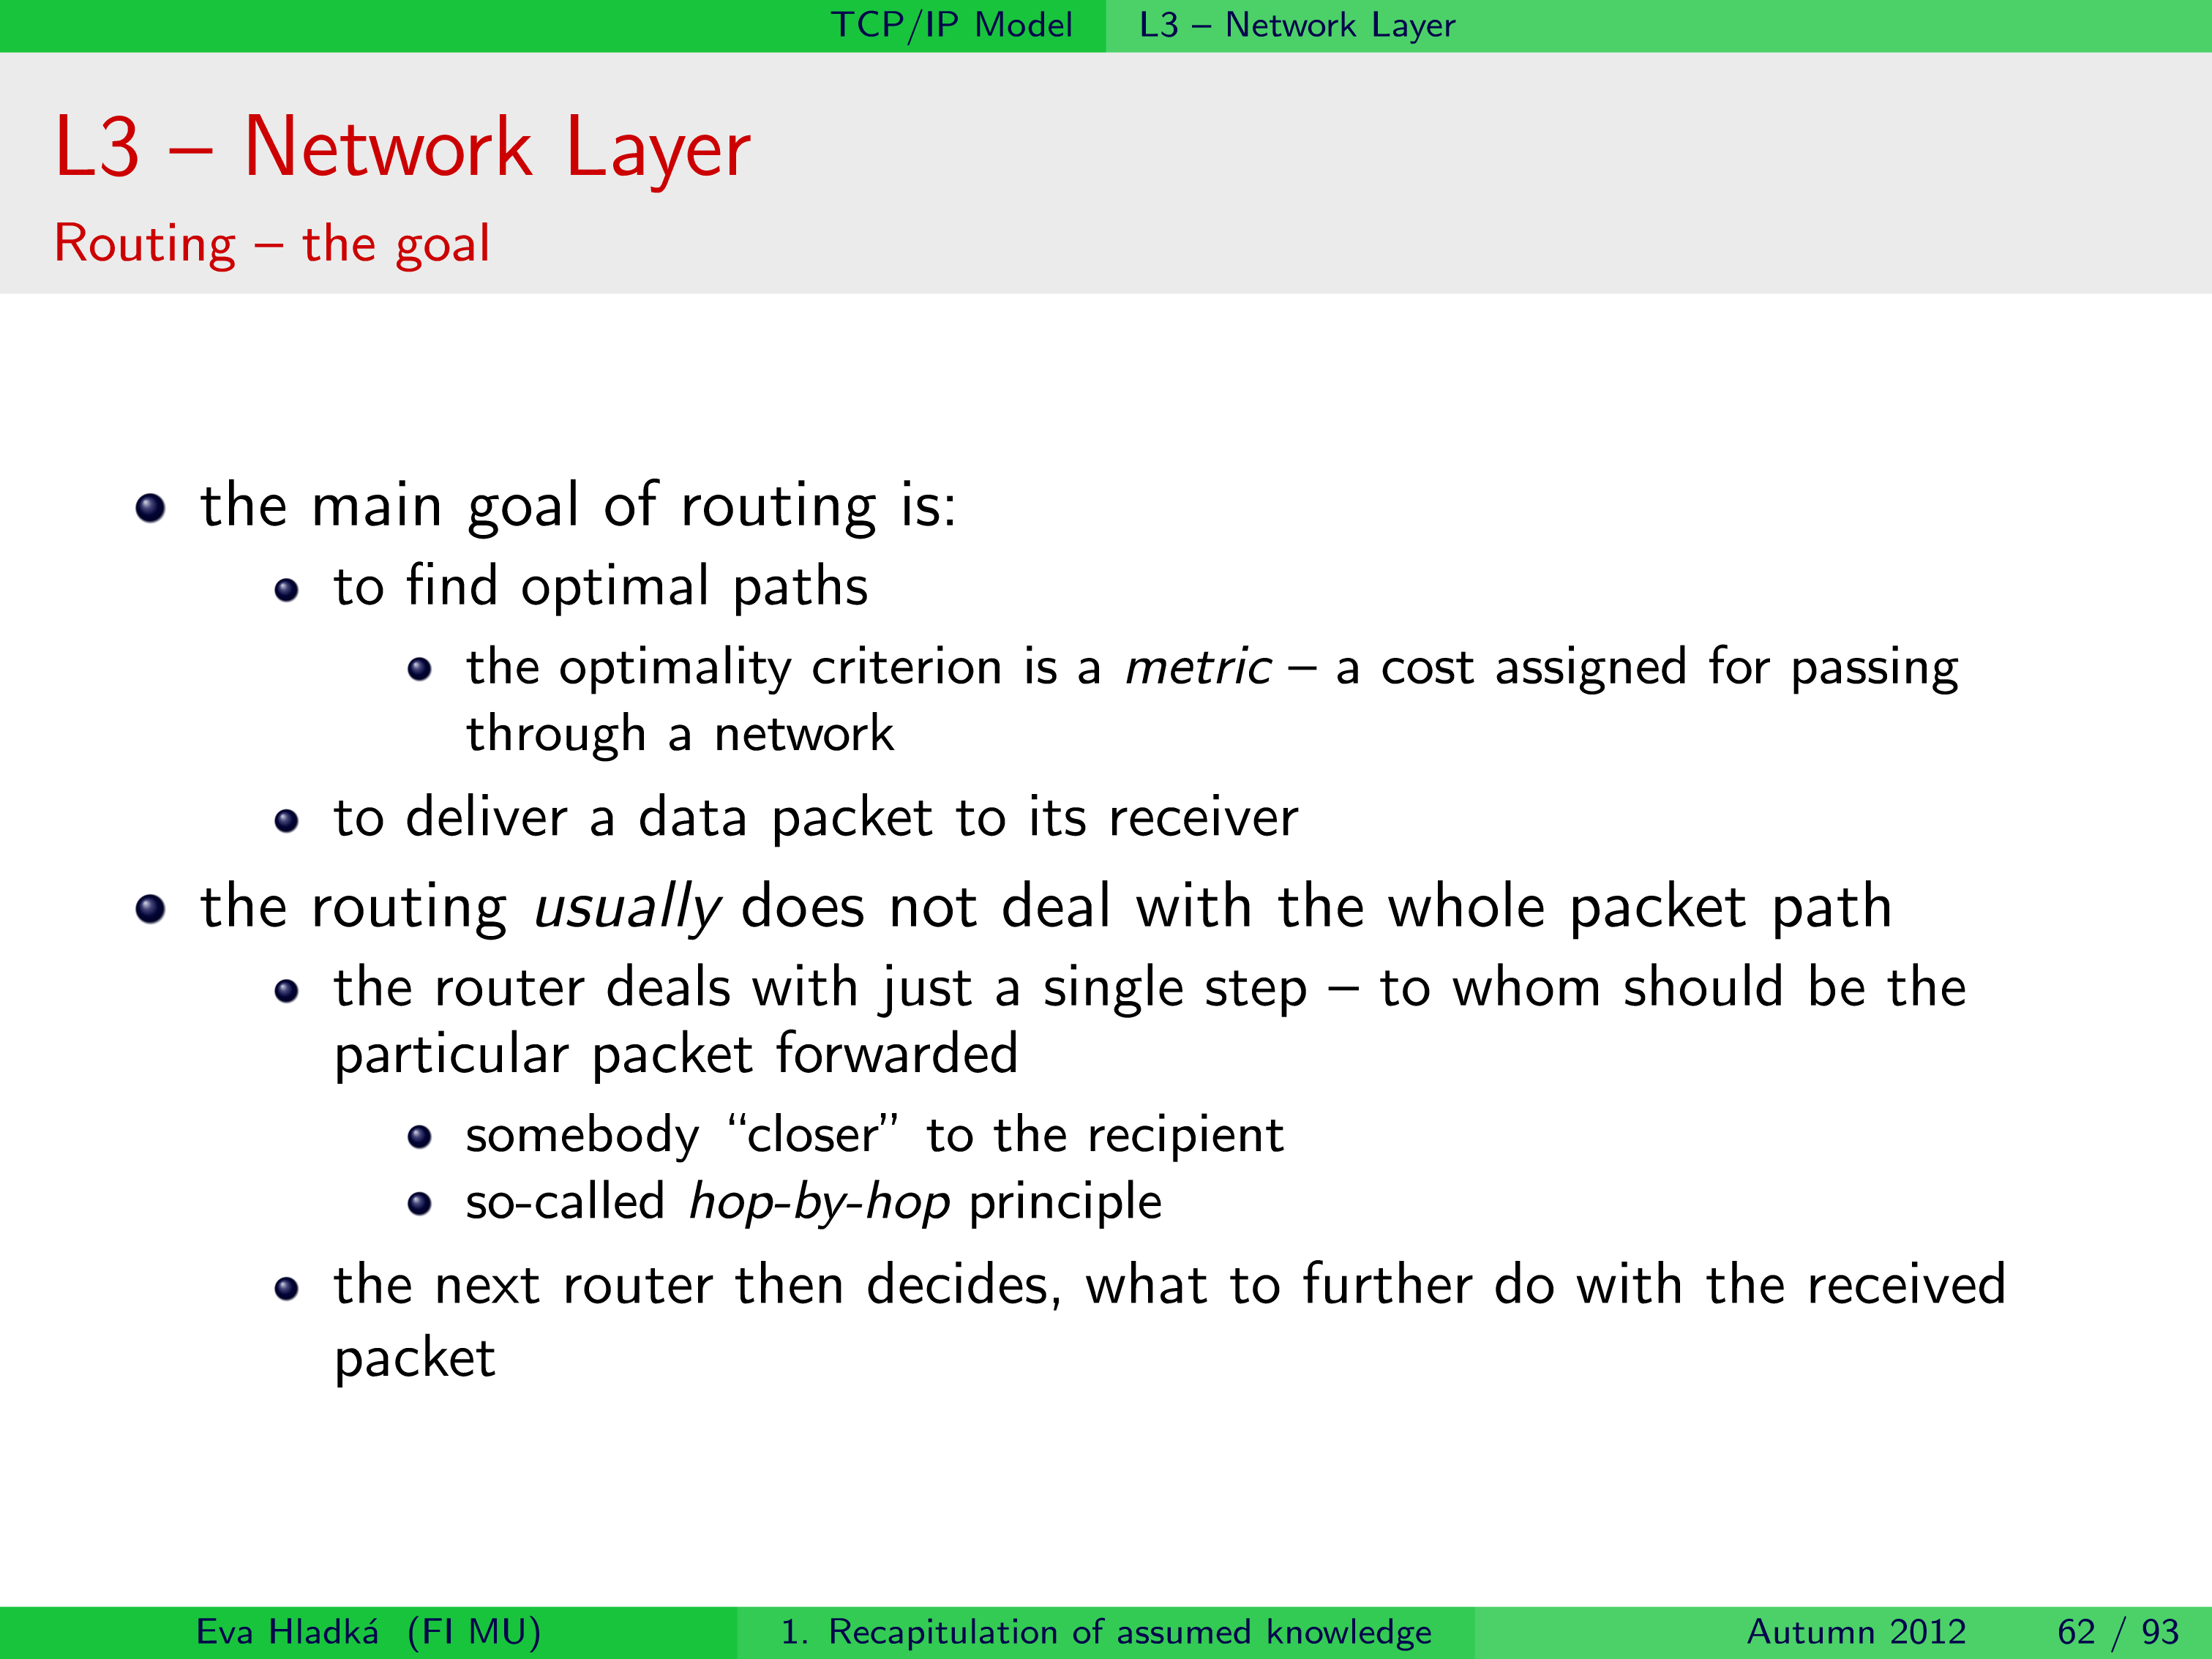 TCP/IP Model L3 – Network Layer
L3 – Network Layer
Routing – the goal
the main goal of routing is:
to find optimal paths
the optimality criterion is a metric – a cost assigned for passing
through a network
to deliver a data packet to its receiver
the routing usually does not deal with the whole packet path
the router deals with just a single step – to whom should be the
particular packet forwarded
somebody “closer” to the recipient
so-called hop-by-hop principle
the next router then decides, what to further do with the received
packet
Eva Hladká (FI MU) 1. Recapitulation of assumed knowledge Autumn 2012 62 / 93